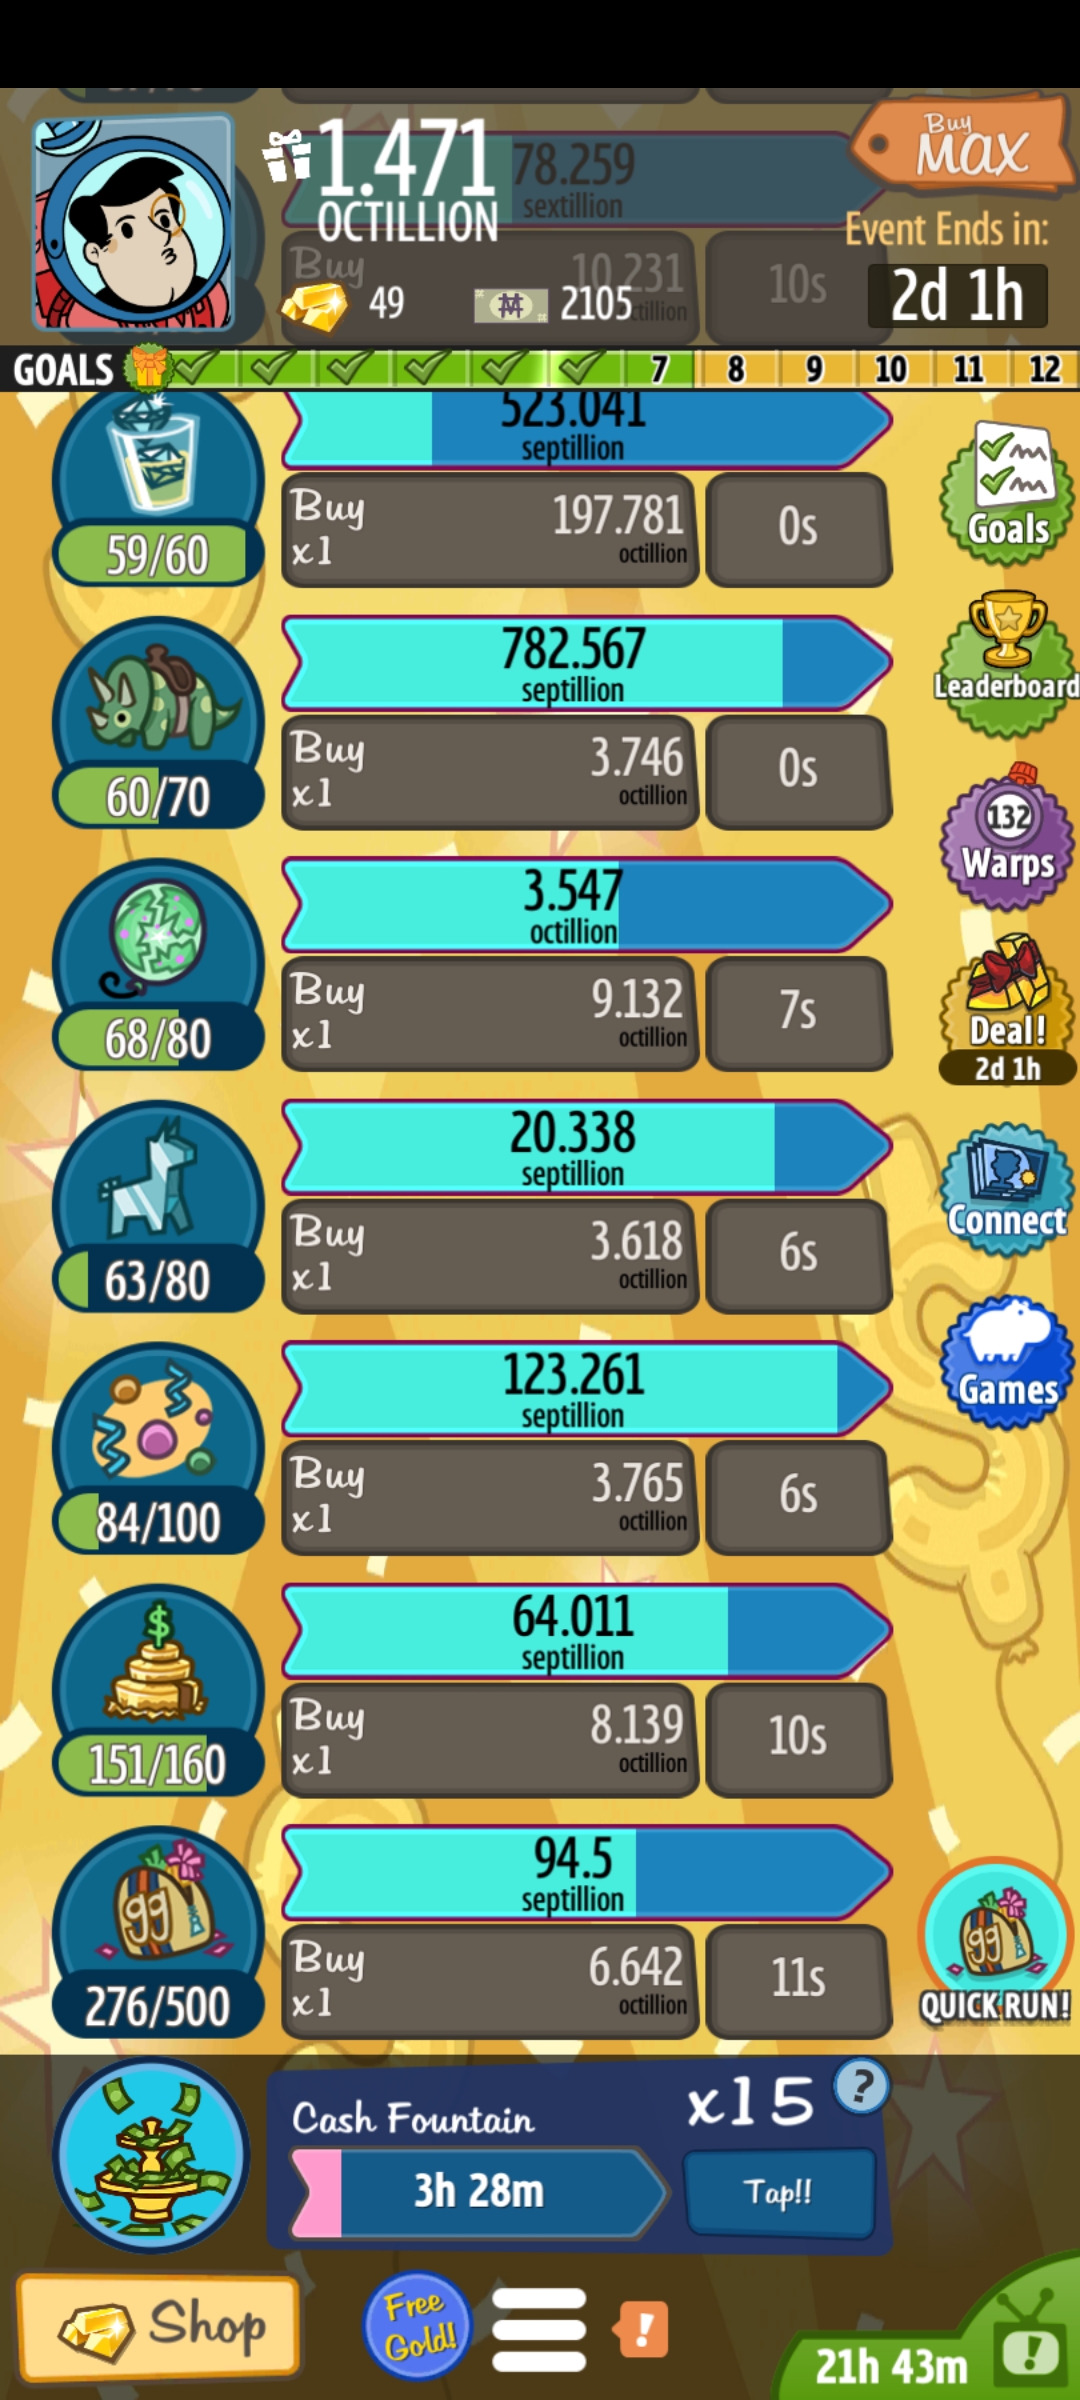 1.471
OCTILLION
78.259
sextillion
Buy
MAX
Event Ends in:
2d 1h
Buy
10.231
10s
49
2105
GOALS 7 8 9 10 11 12
523.041
septillion
59/60
Buy
x1
197.781
octillion
0s
Goals
782.567
septillion
60/70
Buy
x1
3.746
octillion
0s
Leaderboard
132
Warps
3.547
octillion
68/80
Buy
x1
9.132
octillion
7s
Deal!
2d 1h
20.338
septillion
63/80
Buy
x1
3.618
octillion
6s
Connect
Games
123.261
septillion
84/100
Buy
x1
3.765
octillion
6s
$
64.011
septillion
151/160
Buy
x1
8.139
octillion
10s
gg
94.5
septillion
276/500
Buy
x1
6.642
octillion
11s
gg
QUICK RUN!
Cash Fountain
x15
?
3h 28m
Tap!!
Shop
Free
Gold!
!
21h 43m
!